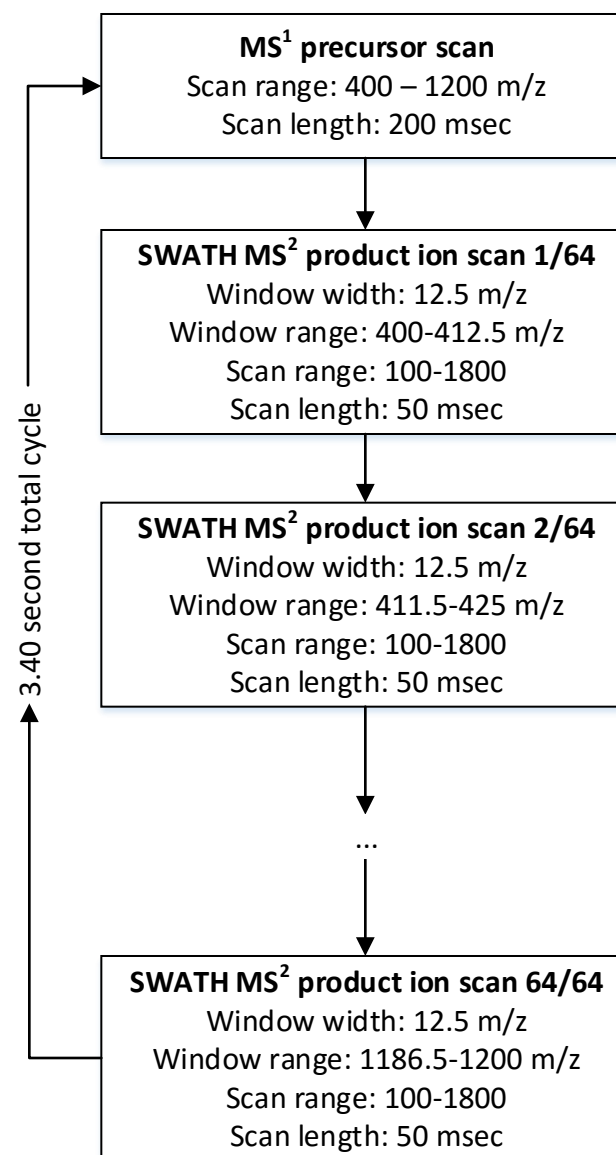 MS¹ precursor scan
Scan range: 400 – 1200 m/z
Scan length: 200 msec
SWATH MS² product ion scan 1/64
Window width: 12.5 m/z
Window range: 400-412.5 m/z
Scan range: 100-1800
Scan length: 50 msec
SWATH MS² product ion scan 2/64
Window width: 12.5 m/z
Window range: 411.5-425 m/z
Scan range: 100-1800
Scan length: 50 msec
...
SWATH MS² product ion scan 64/64
Window width: 12.5 m/z
Window range: 1186.5-1200 m/z
Scan range: 100-1800
Scan length: 50 msec
3.40 second total cycle